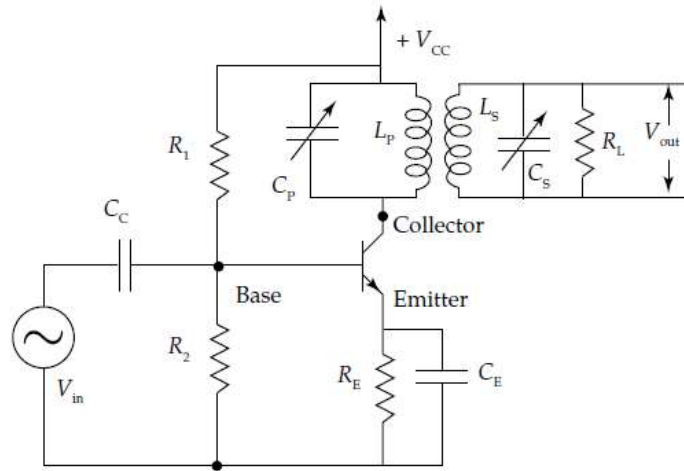 + V_CC
R_1
C_P
L_P
L_S
C_S
R_L
V_out
C_C
Collector
Base
Emitter
V_in
R_2
R_E
C_E